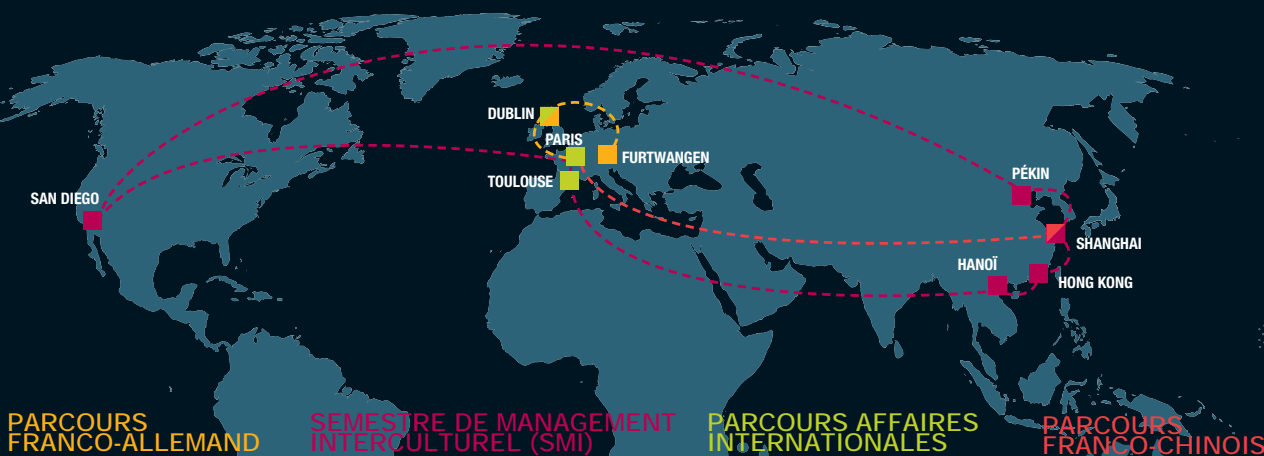 DUBLIN
PARIS
FURTWANGEN
TOULOUSE
SAN DIEGO
PÉKIN
SHANGHAI
HANOÏ
HONG KONG
PARCOURS
FRANCO-ALLEMAND
SEMESTRE DE MANAGEMENT
INTERCULTUREL (SMI)
PARCOURS AFFAIRES
INTERNATIONALES
PARCOURS
FRANCO-CHINOIS